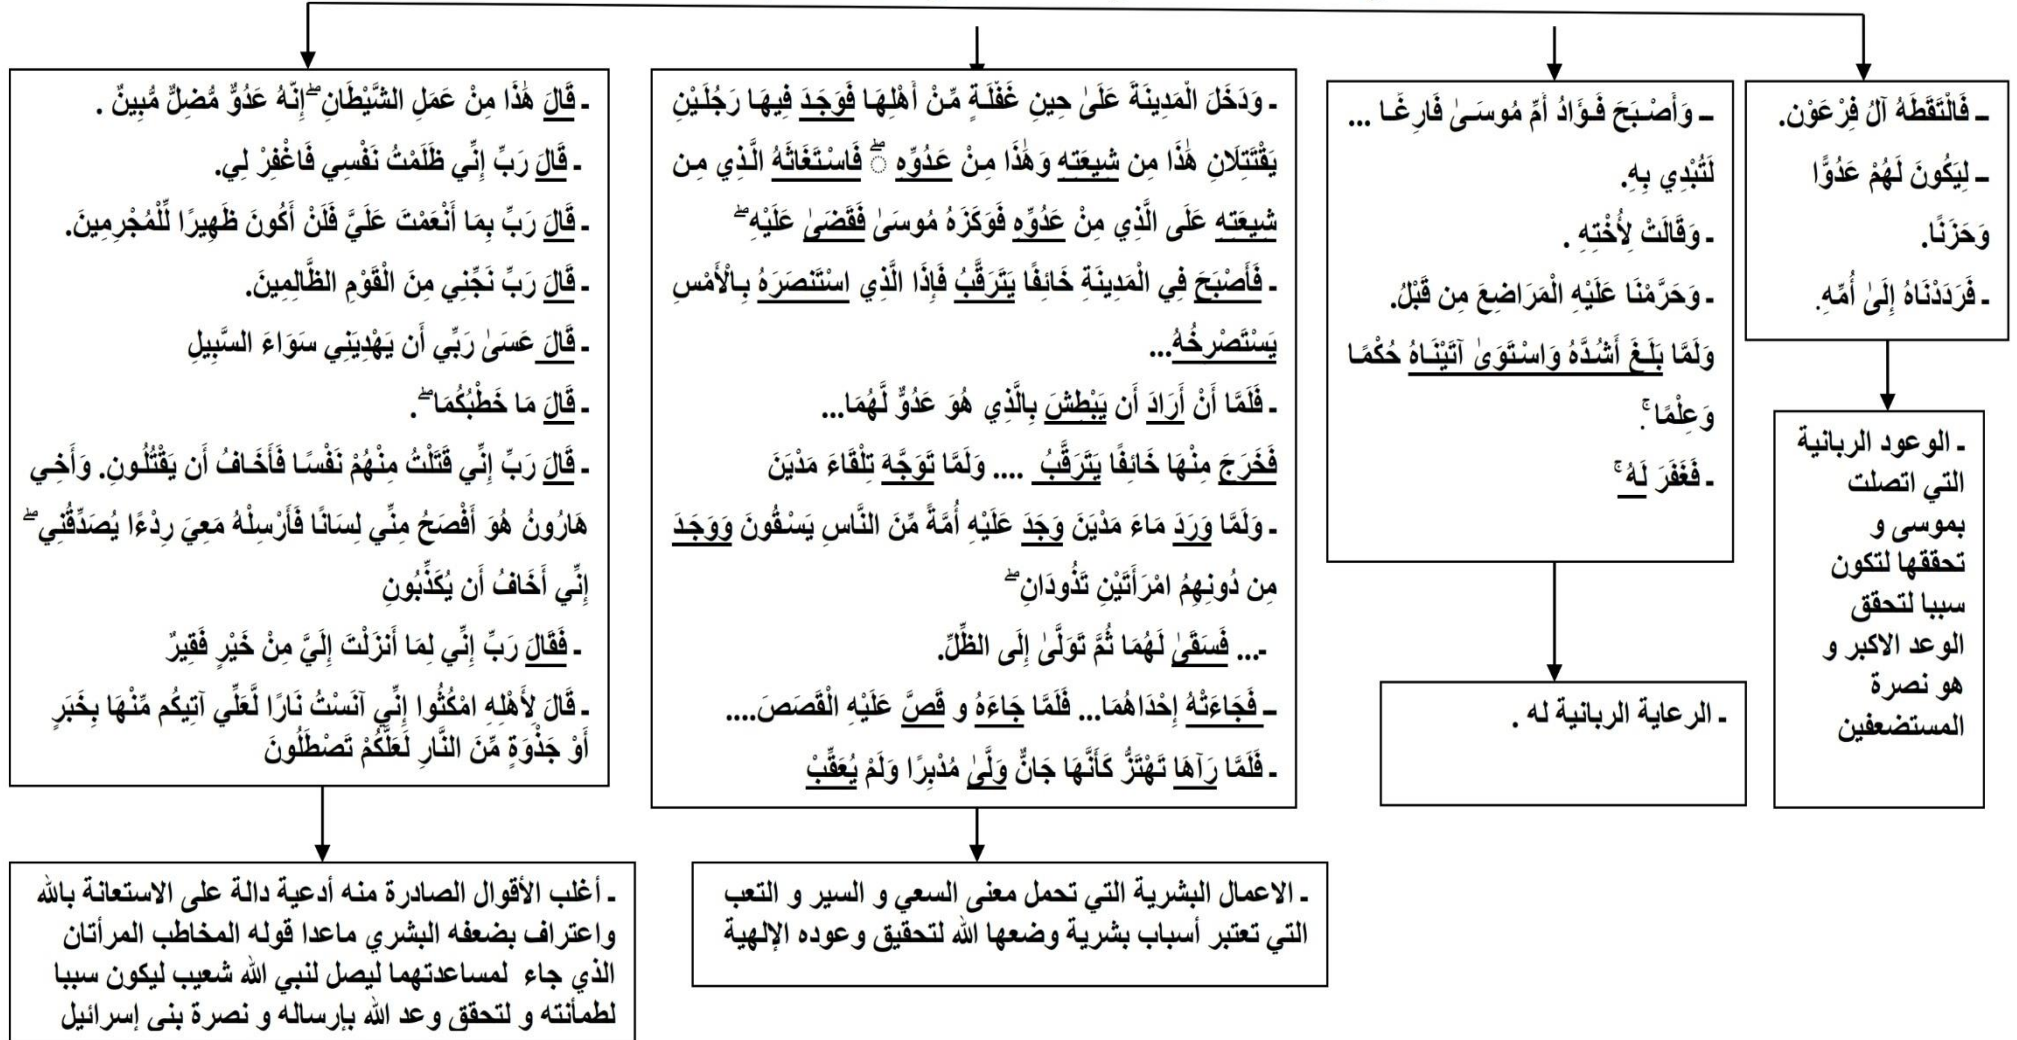 ـ فَالْتَقَطَهُ آلُ فِرْعَوْن.
ـ لِيَكُونَ لَهُمْ عَدُوًّا
وَحَزَنًا.
ـ فَرَدَدْنَاهُ إِلَىٰ أُمِّهِ.
ـ الوعود الربانية
التي اتصلت
بموسى و
تحققها لتكون
سببا لتحقق
الوعد الاكبر و
هو نصرة
المستضعفين
ـ وَأَصْبَحَ فُؤَادُ أُمِّ مُوسَىٰ فَارِغًا ...
لَتُبْدِي بِهِ.
ـ وَقَالَتْ لِأُخْتِهِ .
ـ وَحَرَّمْنَا عَلَيْهِ الْمَرَاضِعَ مِن قَبْلُ.
وَلَمَّا بَلَغَ أَشُدَّهُ وَاسْتَوَىٰ آتَيْنَاهُ حُكْمًا
وَعِلْمًا ۚ.
ـ فَغَفَرَ لَهُ ۚ
ـ الرعاية الربانية له .
ـ وَدَخَلَ الْمَدِينَةَ عَلَىٰ حِينِ غَفْلَةٍ مِّنْ أَهْلِهَا فَوَجَدَ فِيهَا رَجُلَيْنِ
يَقْتَتِلَانِ هَٰذَا مِن شِيعَتِهِ وَهَٰذَا مِنْ عَدُوِّهِ ۖ فَاسْتَغَاثَهُ الَّذِي مِن
شِيعَتِهِ عَلَى الَّذِي مِنْ عَدُوِّهِ فَوَكَزَهُ مُوسَىٰ فَقَضَىٰ عَلَيْهِ ۖ
ـ فَأَصْبَحَ فِي الْمَدِينَةِ خَائِفًا يَتَرَقَّبُ فَإِذَا الَّذِي اسْتَنصَرَهُ بِالْأَمْسِ
يَسْتَصْرِخُهُ...
ـ فَلَمَّا أَنْ أَرَادَ أَن يَبْطِشَ بِالَّذِي هُوَ عَدُوٌّ لَّهُمَا...
فَخَرَجَ مِنْهَا خَائِفًا يَتَرَقَّبُ .... وَلَمَّا تَوَجَّهَ تِلْقَاءَ مَدْيَنَ
ـ وَلَمَّا وَرَدَ مَاءَ مَدْيَنَ وَجَدَ عَلَيْهِ أُمَّةً مِّنَ النَّاسِ يَسْقُونَ وَوَجَدَ
مِن دُونِهِمُ امْرَأَتَيْنِ تَذُودَانِ ۖ
ـ... فَسَقَىٰ لَهُمَا ثُمَّ تَوَلَّىٰ إِلَى الظِّلِّ.
ـ فَجَاءَتْهُ إِحْدَاهُمَا... فَلَمَّا جَاءَهُ و قَصَّ عَلَيْهِ الْقَصَصَ....
ـ فَلَمَّا رَآهَا تَهْتَزُّ كَأَنَّهَا جَانٌّ وَلَّىٰ مُدْبِرًا وَلَمْ يُعَقِّبْ
ـ الاعمال البشرية التي تحمل معنى السعي و السير و التعب
التي تعتبر أسباب بشرية وضعها الله لتحقيق وعوده الإلهية
ـ قَالَ هَٰذَا مِنْ عَمَلِ الشَّيْطَانِ ۖ إِنَّهُ عَدُوٌّ مُّضِلٌّ مُّبِينٌ .
ـ قَالَ رَبِّ إِنِّي ظَلَمْتُ نَفْسِي فَاغْفِرْ لِي.
ـ قَالَ رَبِّ بِمَا أَنْعَمْتَ عَلَيَّ فَلَنْ أَكُونَ ظَهِيرًا لِّلْمُجْرِمِينَ.
ـ قَالَ رَبِّ نَجِّنِي مِنَ الْقَوْمِ الظَّالِمِينَ.
ـ قَالَ عَسَىٰ رَبِّي أَن يَهْدِيَنِي سَوَاءَ السَّبِيلِ
ـ قَالَ مَا خَطْبُكُمَا ۖ.
ـ قَالَ رَبِّ إِنِّي قَتَلْتُ مِنْهُمْ نَفْسًا فَأَخَافُ أَن يَقْتُلُونِ. وَأَخِي
هَارُونُ هُوَ أَفْصَحُ مِنِّي لِسَانًا فَأَرْسِلْهُ مَعِيَ رِدْءًا يُصَدِّقُنِي ۖ
إِنِّي أَخَافُ أَن يُكَذِّبُونِ
ـ فَقَالَ رَبِّ إِنِّي لِمَا أَنزَلْتَ إِلَيَّ مِنْ خَيْرٍ فَقِيرٌ
ـ قَالَ لِأَهْلِهِ امْكُثُوا إِنِّي آنَسْتُ نَارًا لَّعَلِّي آتِيكُم مِّنْهَا بِخَبَرٍ
أَوْ جَذْوَةٍ مِّنَ النَّارِ لَعَلَّكُمْ تَصْطَلُونَ
ـ أغلب الأقوال الصادرة منه أدعية دالة على الاستعانة بالله
واعتراف بضعفه البشري ماعدا قوله المخاطب المرأتان
الذي جاء لمساعدتهما ليصل لنبي الله شعيب ليكون سببا
لطمأنته و لتحقق وعد الله بإرساله و نصرة بني إسرائيل